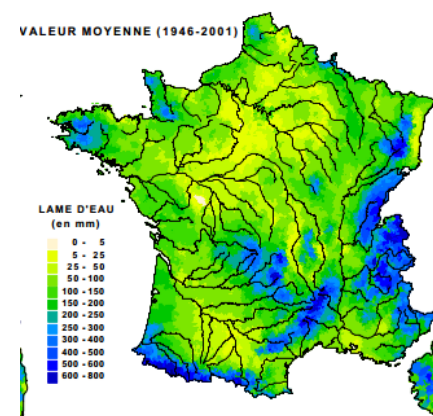 VALEUR MOYENNE (1946-2001)
LAME D'EAU
(en mm)
0 - 5
5 - 25
25 - 50
50 - 100
100 - 150
150 - 200
200 - 250
250 - 300
300 - 400
400 - 500
500 - 600
600 - 800